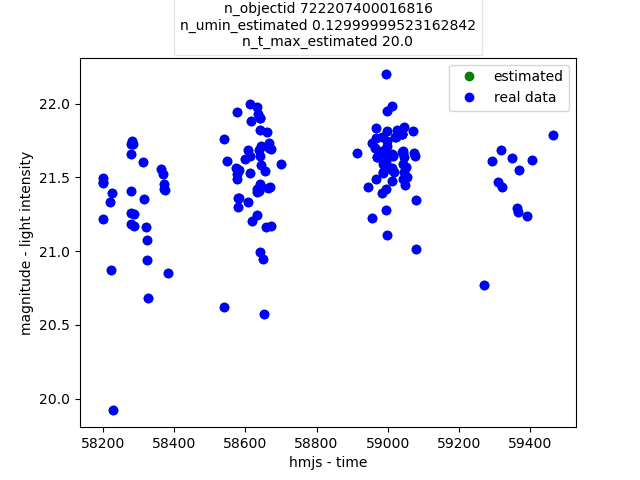 n_objectid 722207400016816
n_umin_estimated 0.12999999523162842
n_t_max_estimated 20.0
estimated
real data
magnitude - light intensity
22.0
21.5
21.0
20.5
20.0
58200 58400 58600 58800 59000 59200 59400
hmjs - time